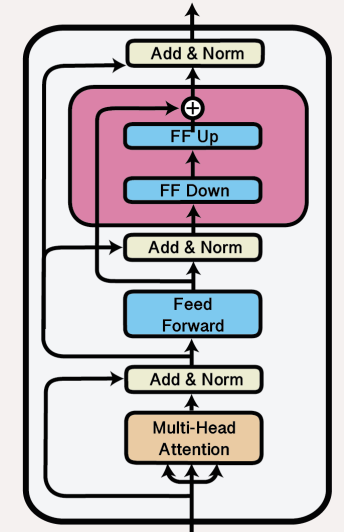 Add & Norm
FF Up
FF Down
Add & Norm
Feed
Forward
Add & Norm
Multi-Head
Attention